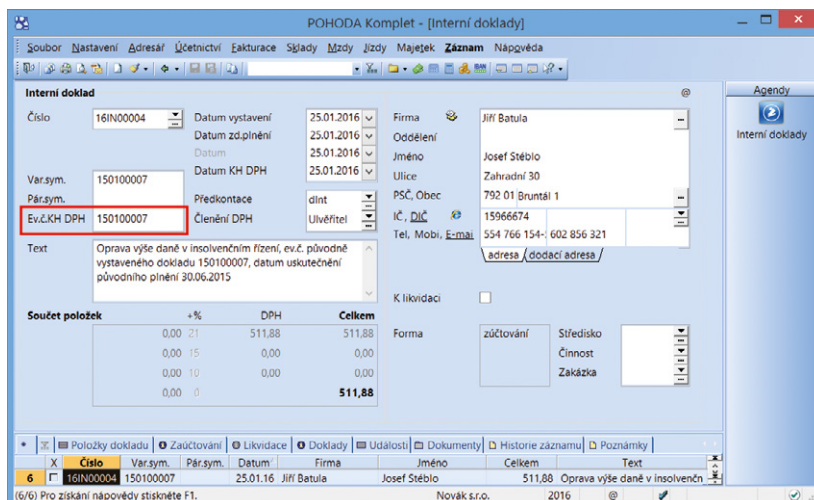 POHODA Komplet - [Interní doklady]
Soubor Nastavení Adresář Účetnictví Fakturace Sklady Mzdy Jízdy Majetek Záznam Nápověda
Interní doklad @ Agendy
Číslo 16IN00004 Datum vystavení 25.01.2016 Firma Jiří Batula
Interní doklady
Datum zd.plnění 25.01.2016 Oddělení
Datum 25.01.2016 Jméno Josef Stéblo
Var.sym. 150100007 Datum KH DPH 25.01.2016 Ulice Zahradní 30
Pár.sym. Předkontace dInt PSČ, Obec 792 01 Bruntál 1
Ev.č.KH DPH 150100007 Členění DPH UIvěřitel IČ, DIČ 15966674
Tel, Mobi, E-mai 554 766 154- 602 856 321
Text Oprava výše daně v insolvenčním řízení, ev.č. původně
vystaveného dokladu 150100007, datum uskutečnění
původního plnění 30.06.2015
adresa dodací adresa
K likvidaci
Součet položek +% DPH Celkem
0,00 21 511,88 511,88 Forma zúčtování Středisko
0,00 15 0,00 0,00 Činnost
0,00 10 0,00 0,00 Zakázka
0,00 0 511,88
* Položky dokladu Zaúčtování Likvidace Doklady Události Dokumenty Historie záznamu Poznámky
X Číslo Var.sym. Pár.sym. Datum Firma Jméno Celkem Text
6 16IN00004 150100007 25.01.16 Jiří Batula Josef Stéblo 511,88 Oprava výše daně v insolvenčn
(6/6) Pro získání nápovědy stiskněte F1. Novák s.r.o. 2016 @